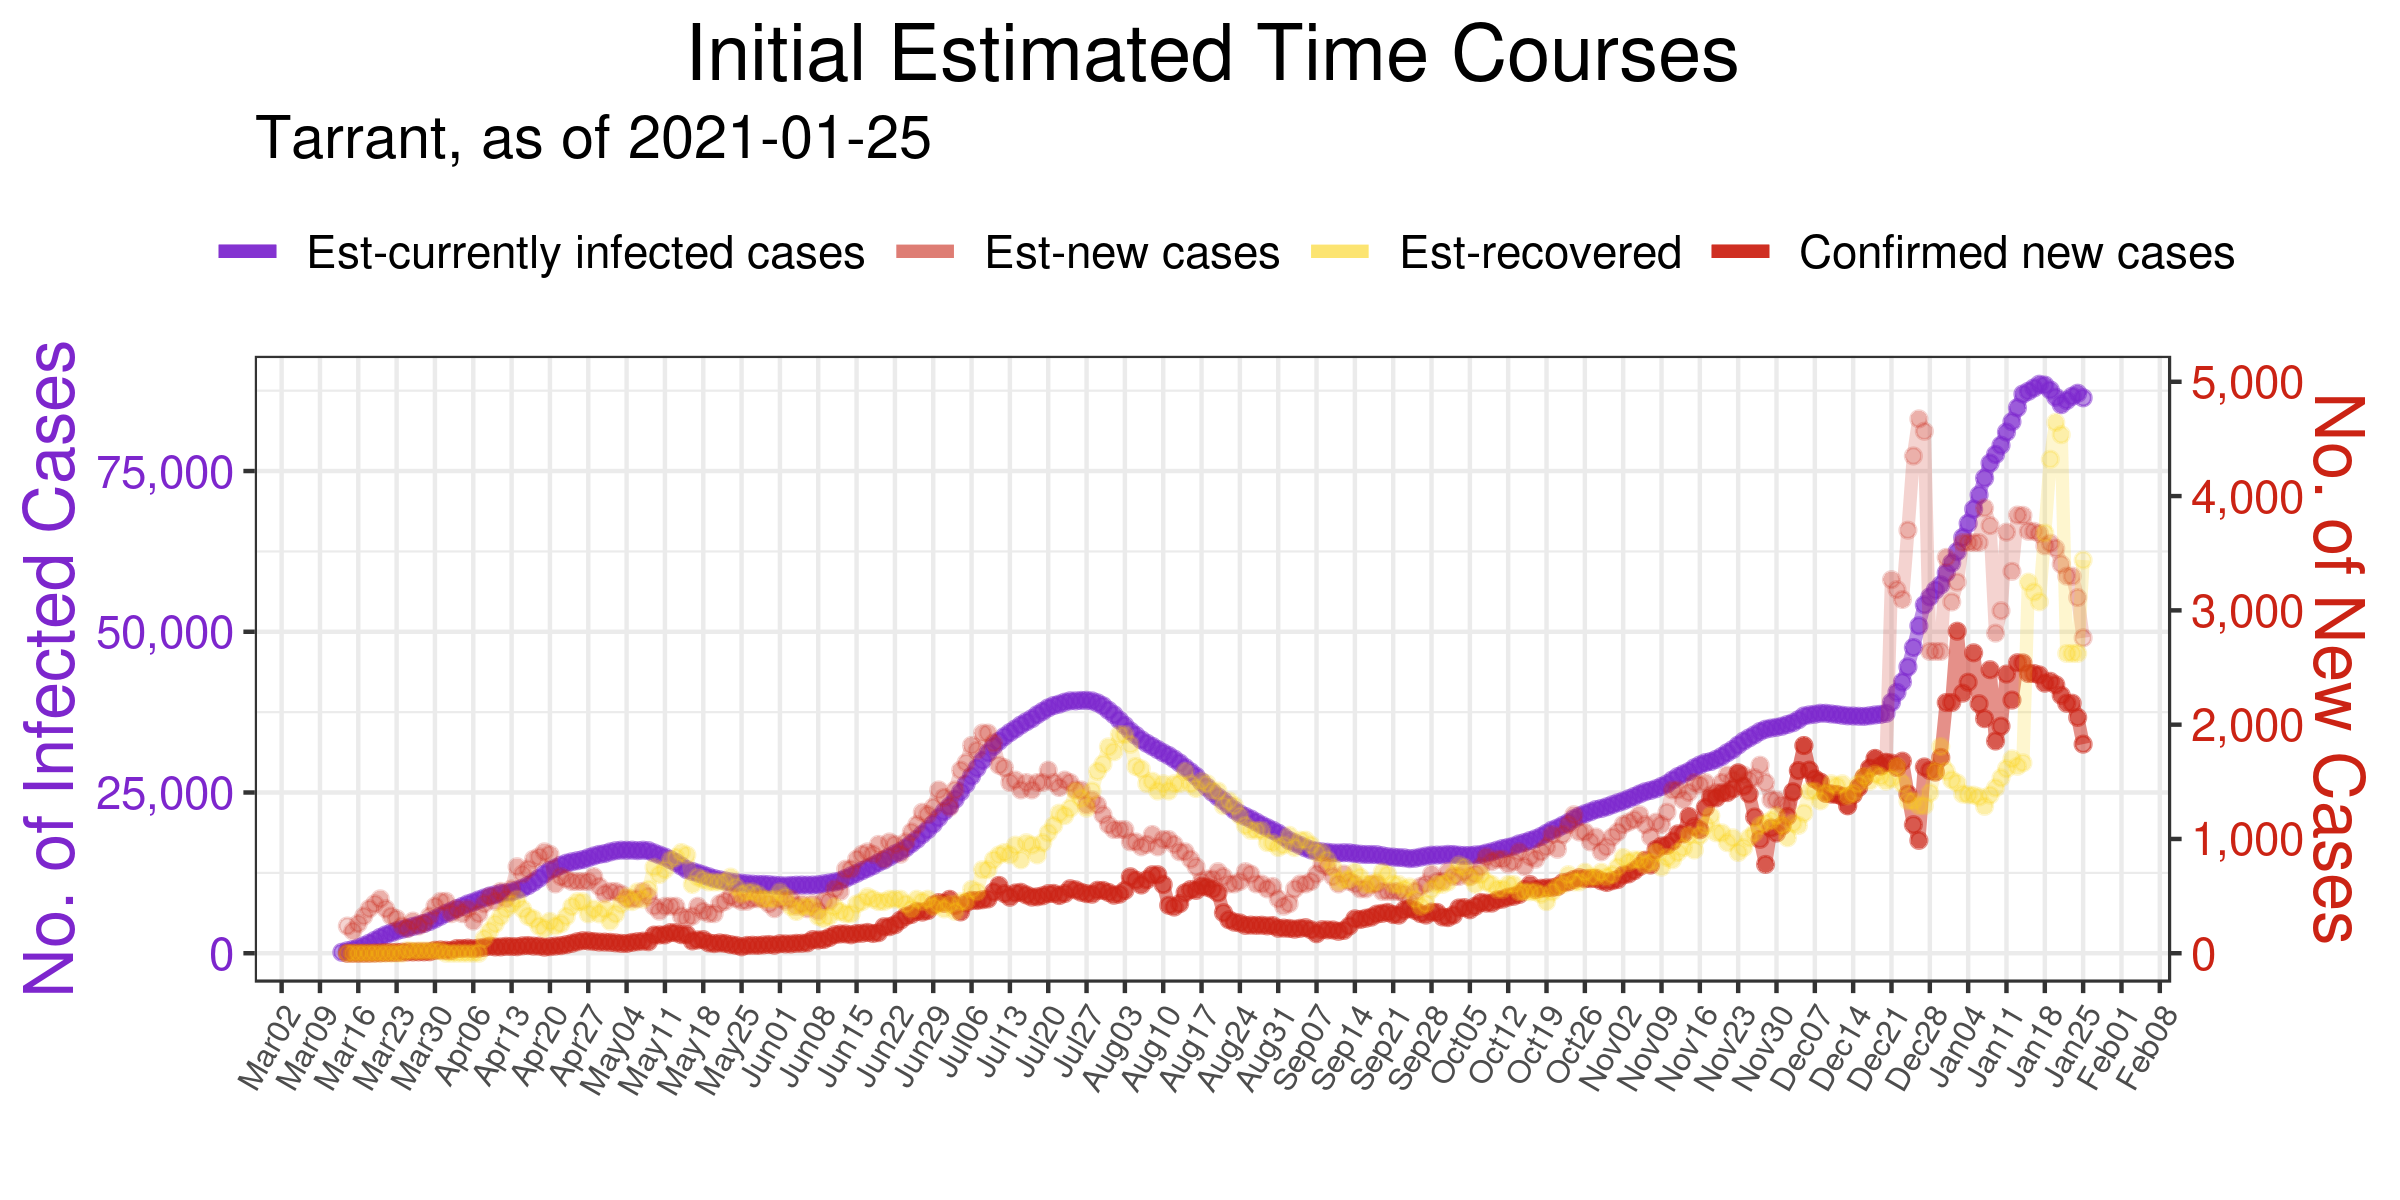 Initial Estimated Time Courses
Tarrant, as of 2021-01-25
Est-currently infected cases Est-new cases Est-recovered Confirmed new cases
No. of Infected Cases
75,000
50,000
25,000
0
5,000
4,000
3,000
2,000
1,000
0
No. of New Cases
Mar02 Mar09 Mar16 Mar23 Mar30 Apr06 Apr13 Apr20 Apr27 May04 May11 May18 May25 Jun01 Jun08 Jun15 Jun22 Jun29 Jul06 Jul13 Jul20 Jul27 Aug03 Aug10 Aug17 Aug24 Aug31 Sep07 Sep14 Sep21 Sep28 Oct05 Oct12 Oct19 Oct26 Nov02 Nov09 Nov16 Nov23 Nov30 Dec07 Dec14 Dec21 Dec28 Jan04 Jan11 Jan18 Jan25 Feb01 Feb08